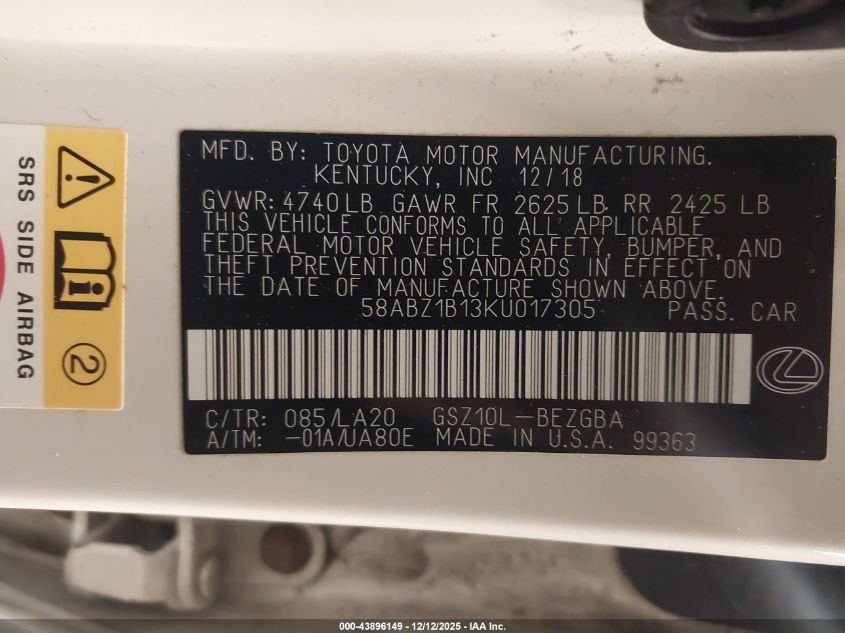 MFD. BY: TOYOTA MOTOR MANUFACTURING.
KENTUCKY, INC 12/18
GVWR: 4740 LB GAWR FR 2625 LB RR 2425 LB
THIS VEHICLE CONFORMS TO ALL APPLICABLE
FEDERAL MOTOR VEHICLE SAFETY, BUMPER, AND
THEFT PREVENTION STANDARDS IN EFFECT ON
THE DATE OF MANUFACTURE SHOWN ABOVE.
58ABZ1B13KU017305 PASS. CAR
C/TR: 085/LA20 GSZ10L-BEZGBA
A/TM: -01A/UA80E MADE IN U.S.A. 99363
SRS SIDE AIRBAG
2
000-43896149 - 12/12/2025 - IAA Inc.